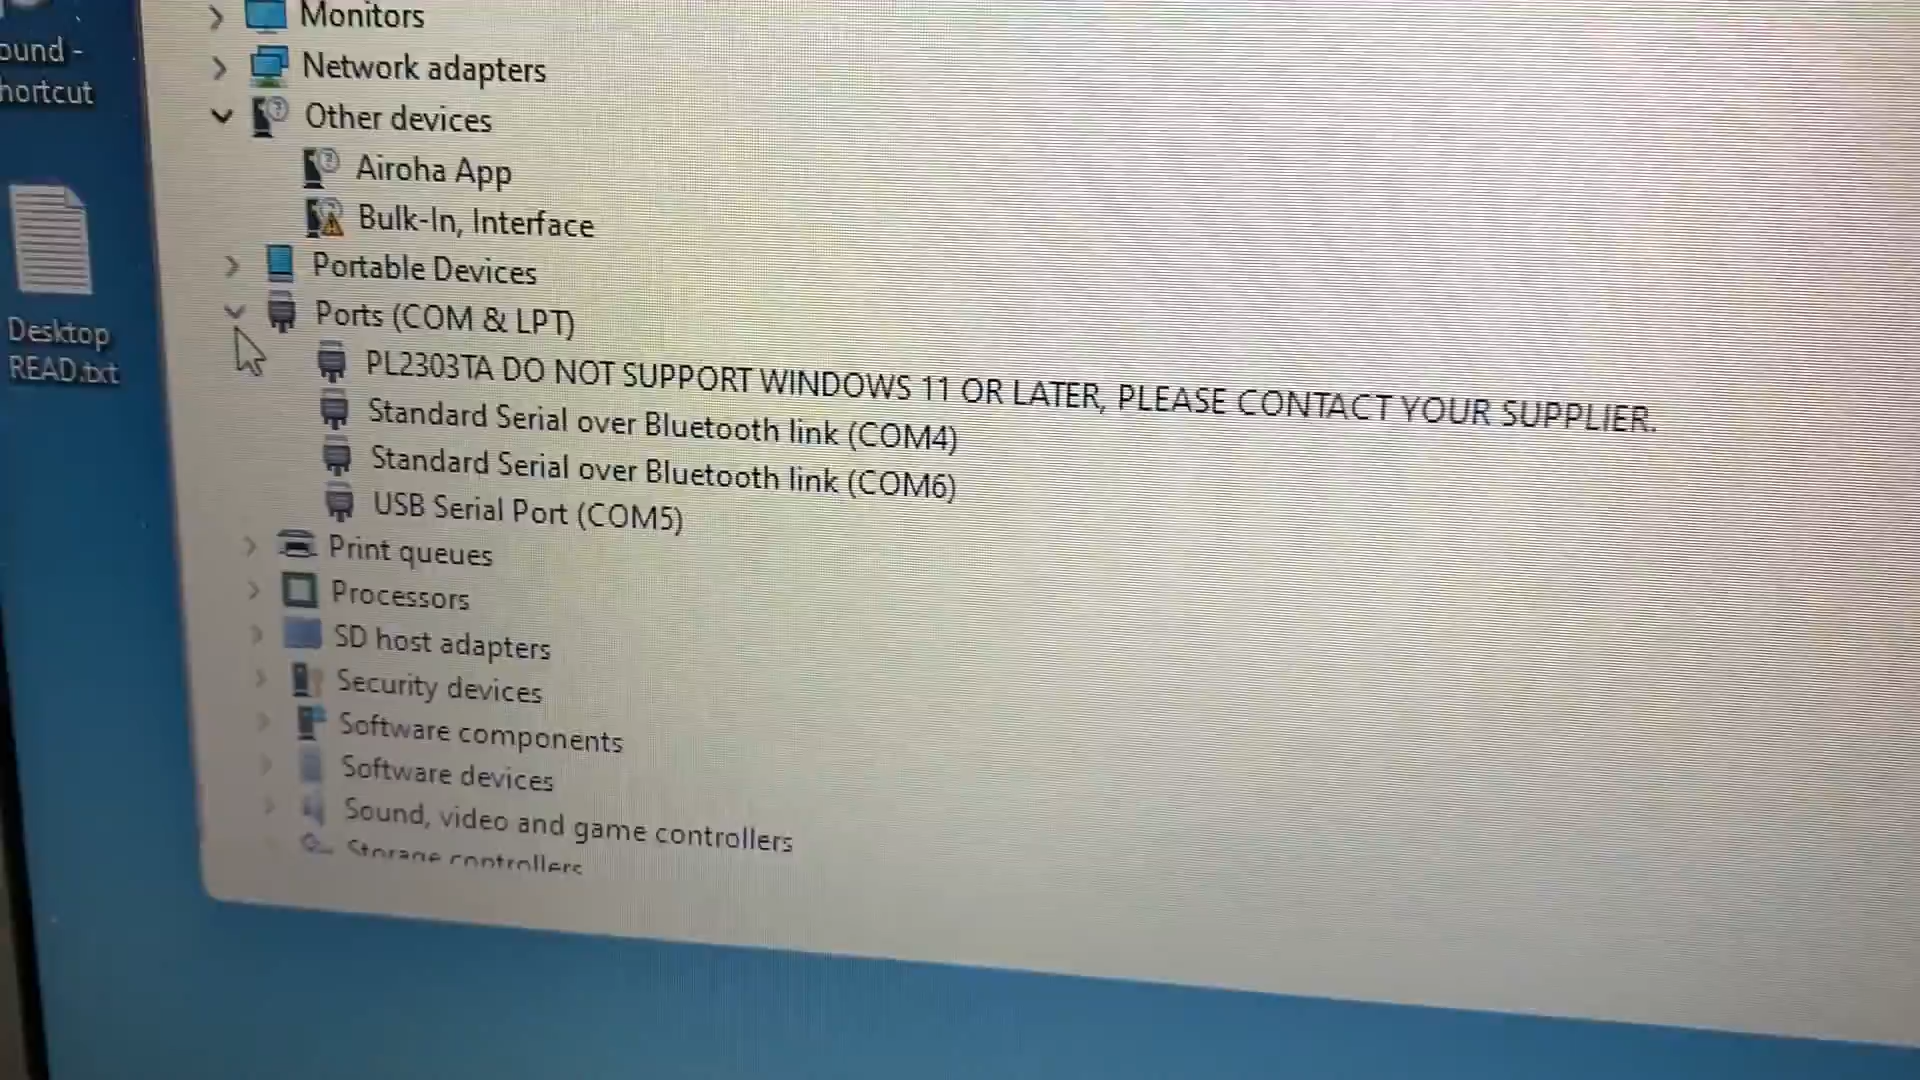 Monitors
ound -
hortcut
Network adapters
Other devices
Airoha App
Bulk-In, Interface
Portable Devices
Ports (COM & LPT)
Desktop
READ.txt
PL2303TA DO NOT SUPPORT WINDOWS 11 OR LATER, PLEASE CONTACT YOUR SUPPLIER.
Standard Serial over Bluetooth link (COM4)
Standard Serial over Bluetooth link (COM6)
USB Serial Port (COM5)
Print queues
Processors
SD host adapters
Security devices
Software components
Software devices
Sound, video and game controllers
Storage controllers